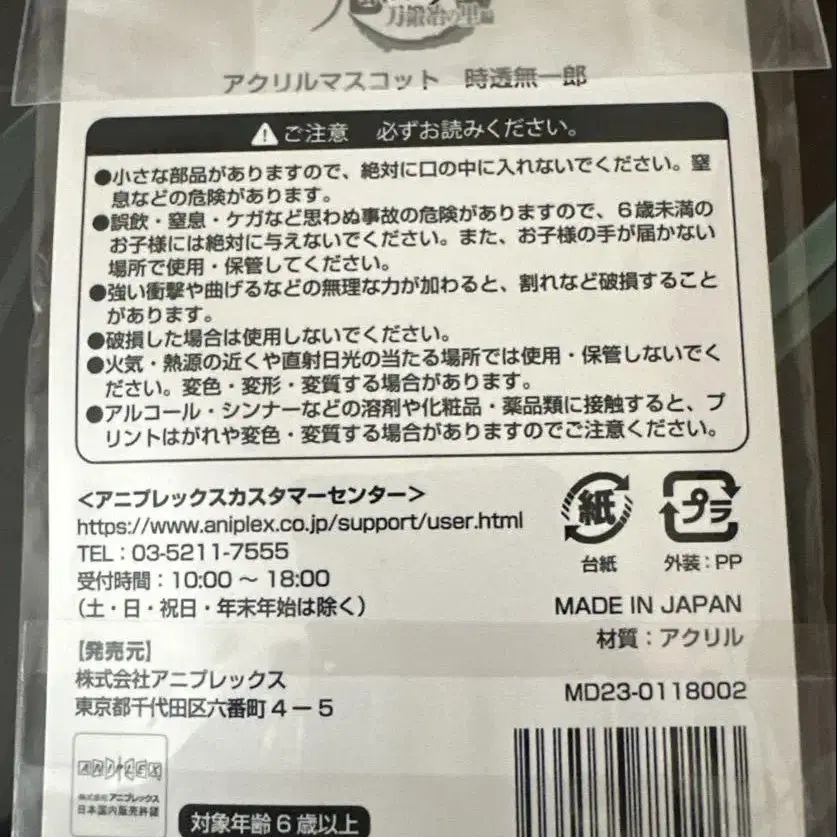 刀鍛冶の里編
アクリルマスコット 時透無一郎
ご注意 必ずお読みください。
●小さな部品がありますので、絶対に口の中に入れないでください。窒
息などの危険があります。
●誤飲・窒息・ケガなど思わぬ事故の危険がありますので、6歳未満の
お子様には絶対に与えないでください。また、お子様の手が届かない
場所で使用・保管してください。
●強い衝撃や曲げるなどの無理な力が加わると、割れなど破損すること
があります。
●破損した場合は使用しないでください。
●火気・熱源の近くや直射日光の当たる場所では使用・保管しないでく
ださい。変色・変形・変質する場合があります。
●アルコール・シンナーなどの溶剤や化粧品・薬品類に接触すると、プ
リントはがれや変色・変質する場合がありますのでご注意ください。
<アニプレックスカスタマーセンター>
https://www.aniplex.co.jp/support/user.html
TEL:03-5211-7555
受付時間:10:00～18:00
(土・日・祝日・年末年始は除く)
【発売元】
株式会社アニプレックス
東京都千代田区六番町4-5
紙
台紙
プラ
外装:PP
MADE IN JAPAN
材質:アクリル
MD23-0118002
ANIPLEX
株式会社アニプレックス
日本国内販売許諾
対象年齢6歳以上